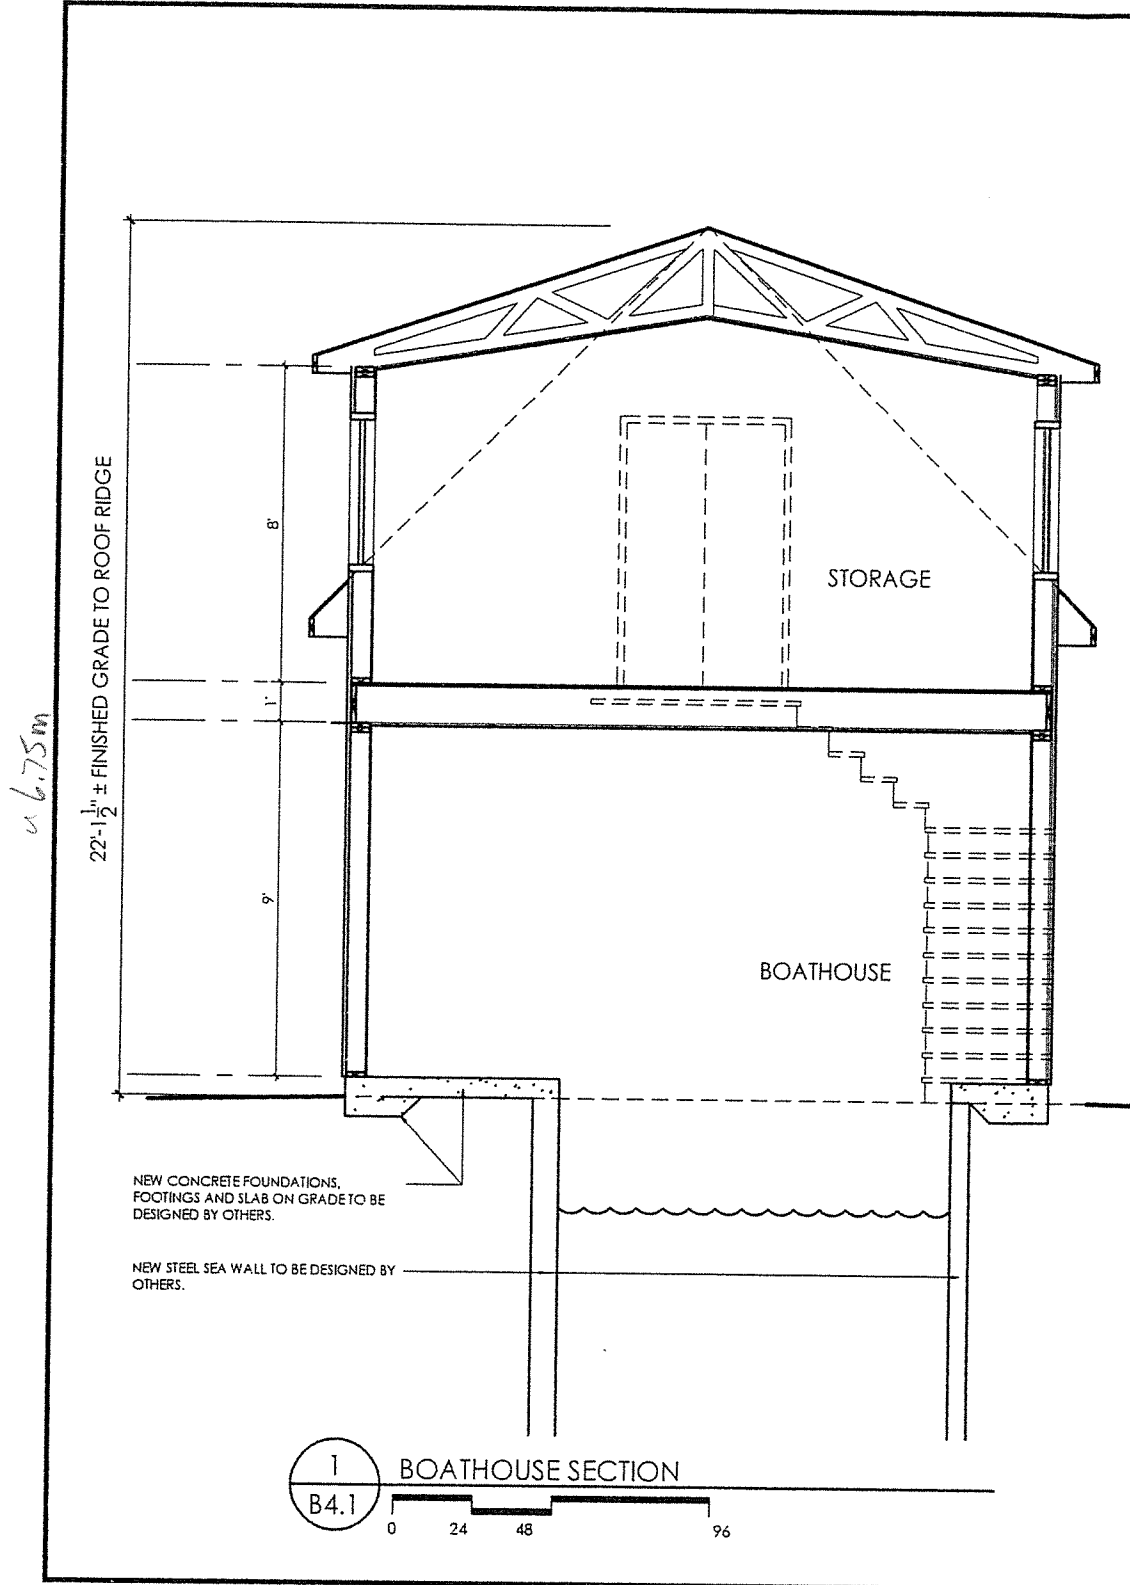 22'-1 1/2" ± FINISHED GRADE TO ROOF RIDGE
8'
1'
9'
6.75m
STORAGE
BOATHOUSE
NEW CONCRETE FOUNDATIONS,
FOOTINGS AND SLAB ON GRADE TO BE
DESIGNED BY OTHERS.
NEW STEEL SEA WALL TO BE DESIGNED BY
OTHERS.
1
B4.1
BOATHOUSE SECTION
0 24 48 96